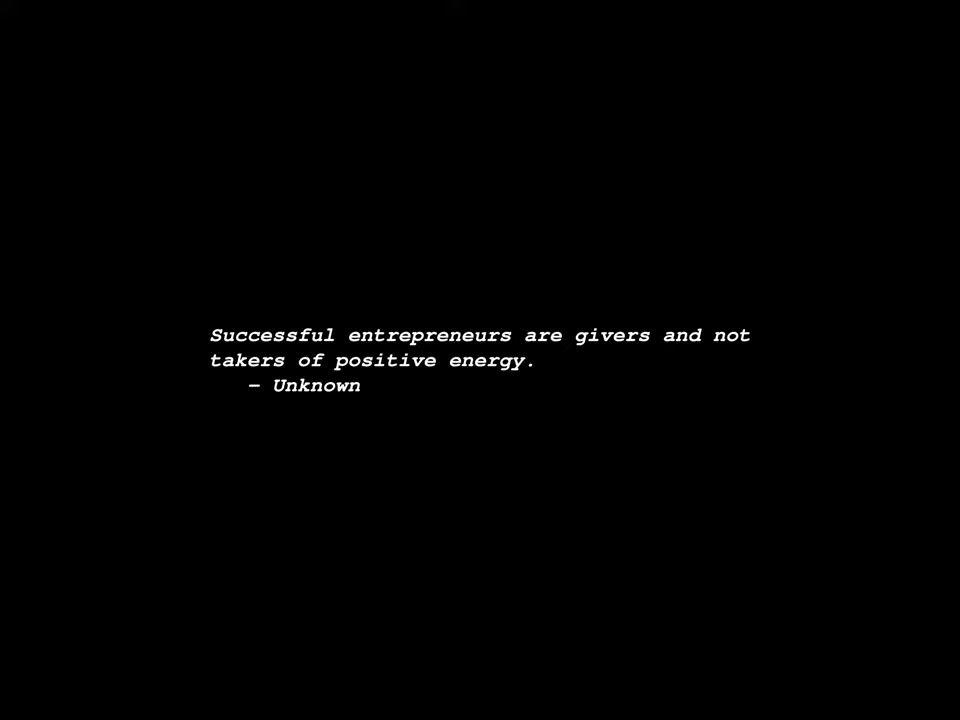 Successful entrepreneurs are givers and not
takers of positive energy.
– Unknown